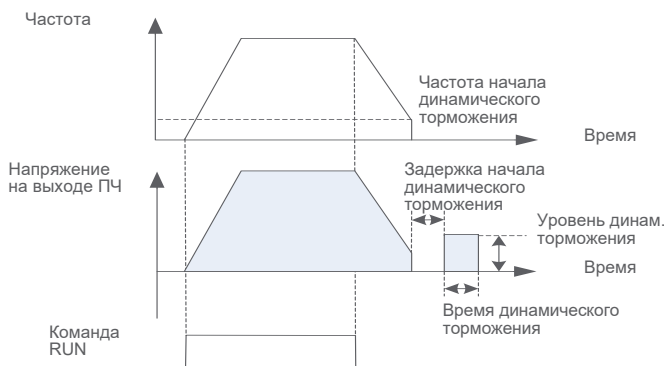 Частота
Частота начала
динамического
торможения
Время
Напряжение
на выходе ПЧ
Задержка начала
динамического
торможения
Уровень динам.
торможения
Время
Время динамического
торможения
Команда
RUN